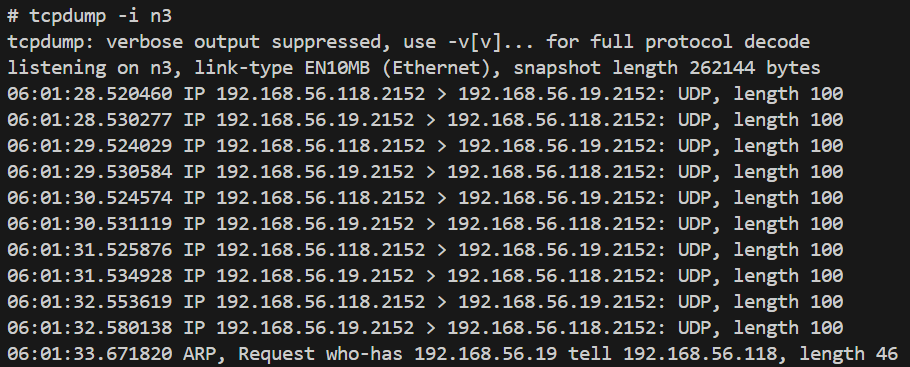 # tcpdump -i n3
tcpdump: verbose output suppressed, use -v[v]... for full protocol decode
listening on n3, link-type EN10MB (Ethernet), snapshot length 262144 bytes
06:01:28.520460 IP 192.168.56.118.2152 > 192.168.56.19.2152: UDP, length 100
06:01:28.530277 IP 192.168.56.19.2152 > 192.168.56.118.2152: UDP, length 100
06:01:29.524029 IP 192.168.56.118.2152 > 192.168.56.19.2152: UDP, length 100
06:01:29.530584 IP 192.168.56.19.2152 > 192.168.56.118.2152: UDP, length 100
06:01:30.524574 IP 192.168.56.118.2152 > 192.168.56.19.2152: UDP, length 100
06:01:30.531119 IP 192.168.56.19.2152 > 192.168.56.118.2152: UDP, length 100
06:01:31.525876 IP 192.168.56.118.2152 > 192.168.56.19.2152: UDP, length 100
06:01:31.534928 IP 192.168.56.19.2152 > 192.168.56.118.2152: UDP, length 100
06:01:32.553619 IP 192.168.56.118.2152 > 192.168.56.19.2152: UDP, length 100
06:01:32.580138 IP 192.168.56.19.2152 > 192.168.56.118.2152: UDP, length 100
06:01:33.671820 ARP, Request who-has 192.168.56.19 tell 192.168.56.118, length 46